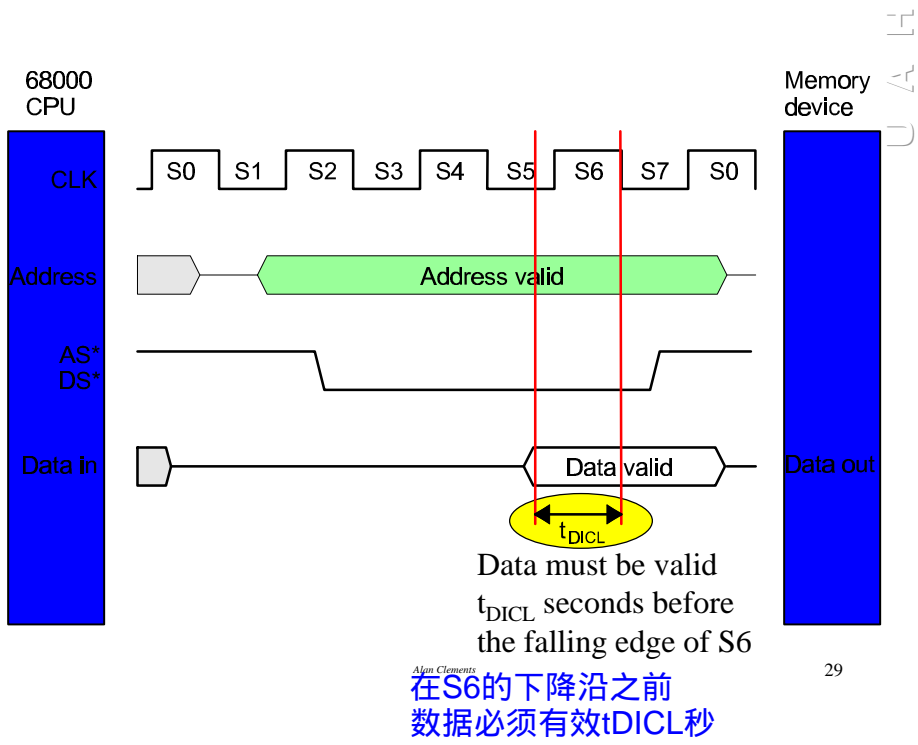 U A H
68000
CPU
Memory
device
CLK
S0 S1 S2 S3 S4 S5 S6 S7 S0
Address
Address valid
AS*
DS*
Data in
Data valid
Data out
tDICL
Data must be valid
tDICL seconds before
the falling edge of S6
Alan Clements
29
在S6的下降沿之前
数据必须有效tDICL秒